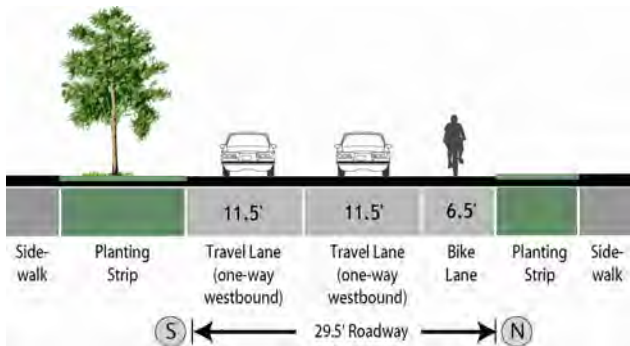 11.5' 11.5' 6.5'
Side- Planting Travel Lane Travel Lane Bike Planting Side-
walk Strip (one-way (one-way Lane Strip walk
westbound) westbound)
S 29.5' Roadway N